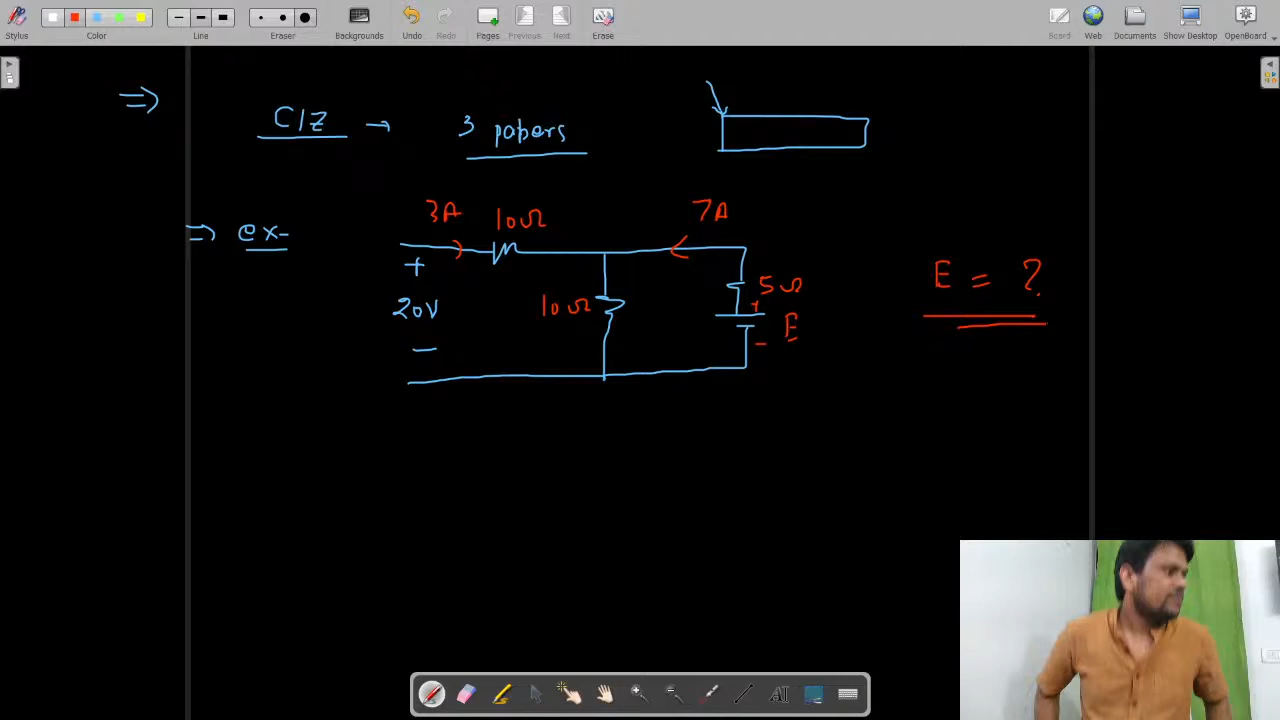 Stylus Color Line Eraser Backgrounds Undo Redo Pages Previous Next Erase Board Web Documents Show Desktop OpenBoard
⇒
C/Z → 3 papers
⇒ ex-
3A 10Ω 7A
+
20V
-
10Ω
5Ω
+
E
-
E = ?
AI